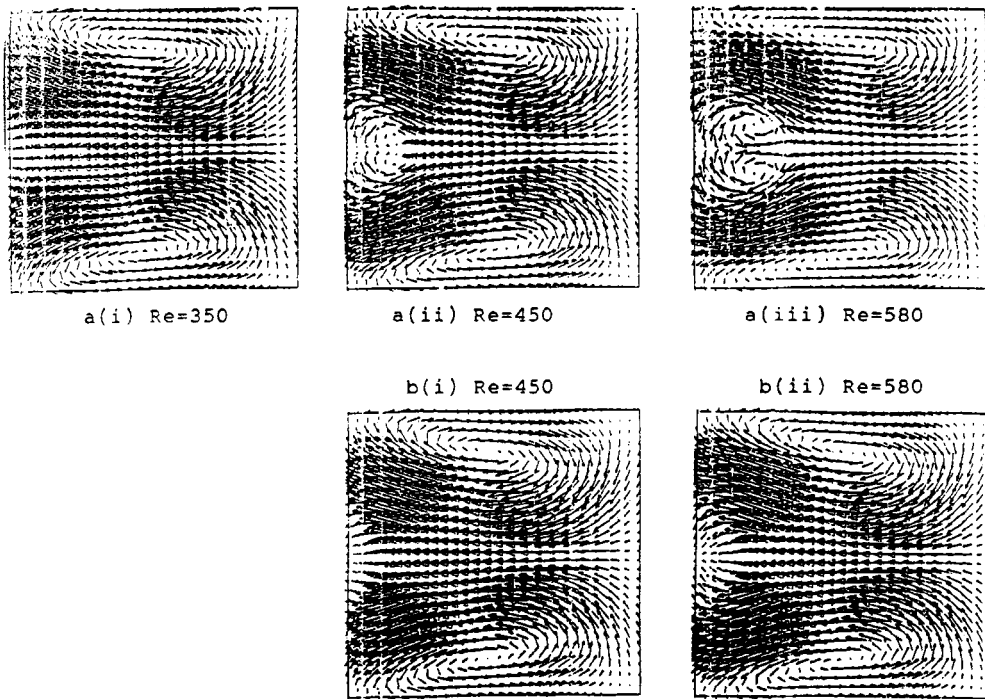 a(i) Re=350
a(ii) Re=450
a(iii) Re=580
b(i) Re=450
b(ii) Re=580